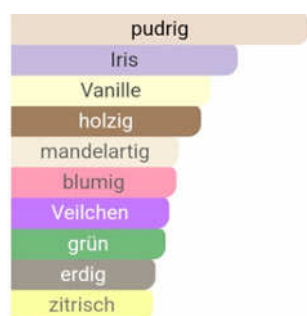 pudrig
Iris
Vanille
holzig
mandelartig
blumig
Veilchen
grün
erdig
zitrisch